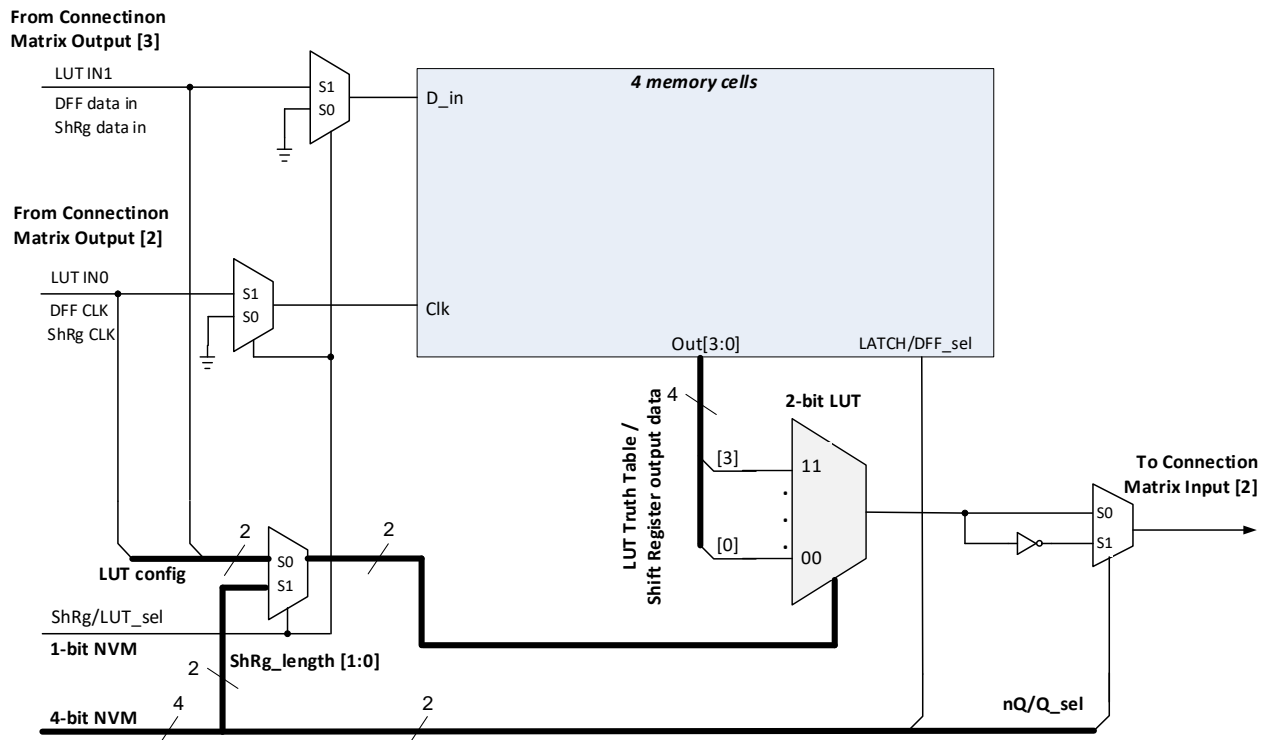 From Connectinon
Matrix Output [3]
LUT IN1
DFF data in
ShRg data in
S1
S0
4 memory cells
D_in
From Connectinon
Matrix Output [2]
LUT IN0
DFF CLK
ShRg CLK
S1
S0
Clk
Out[3:0]
LATCH/DFF_sel
LUT Truth Table /
Shift Register output data
4
2-bit LUT
[3]
11
[0]
00
To Connection
Matrix Input [2]
S0
S1
2
2
S0
S1
LUT config
ShRg/LUT_sel
1-bit NVM
ShRg_length [1:0]
2
4-bit NVM
4
2
nQ/Q_sel